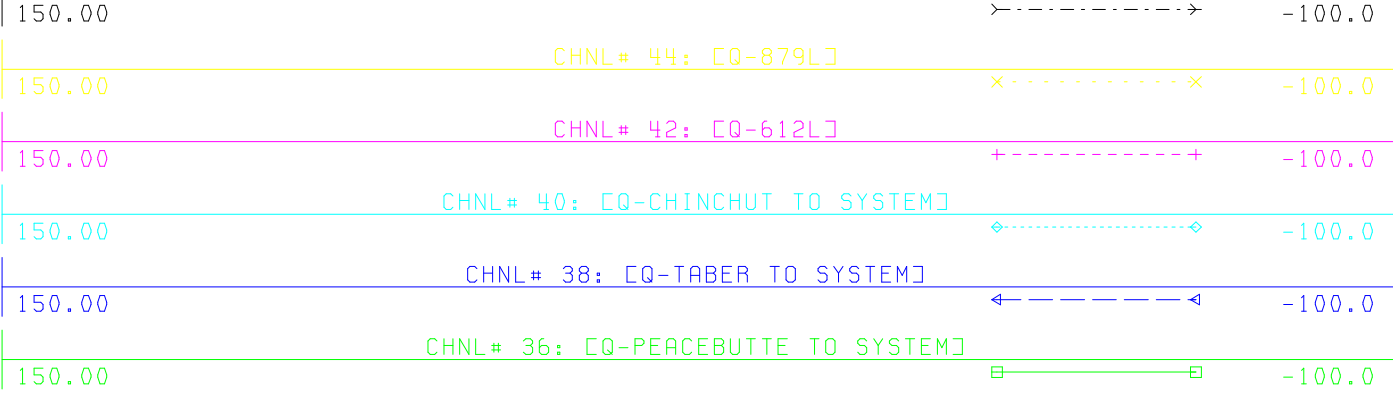 150.00 -100.0
CHNL# 44: [Q-879L]
150.00 -100.0
CHNL# 42: [Q-612L]
150.00 -100.0
CHNL# 40: [Q-CHINCHUT TO SYSTEM]
150.00 -100.0
CHNL# 38: [Q-TABER TO SYSTEM]
150.00 -100.0
CHNL# 36: [Q-PEACEBUTTE TO SYSTEM]
150.00 -100.0